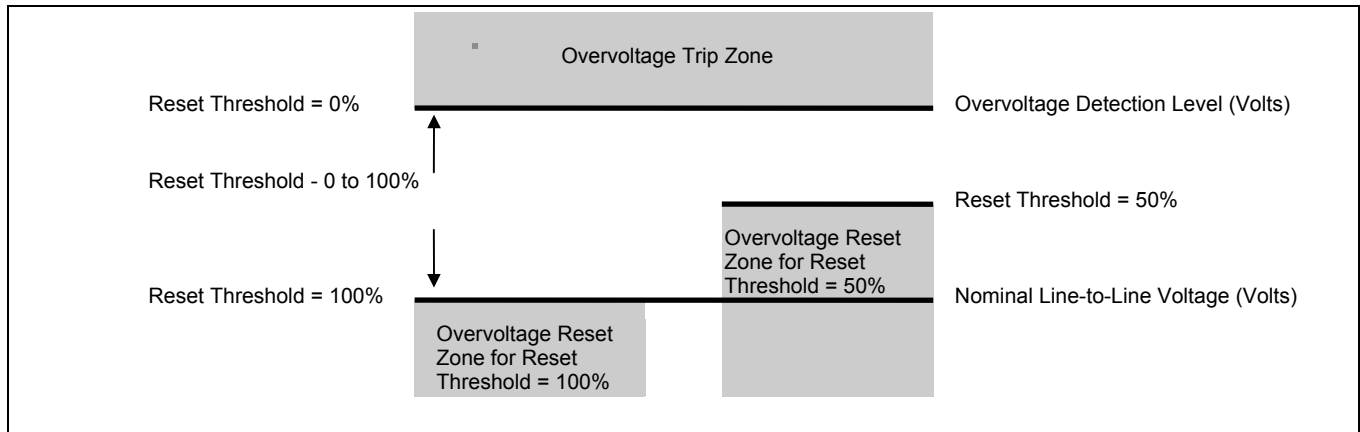 Overvoltage Trip Zone
Reset Threshold = 0%
Overvoltage Detection Level (Volts)
Reset Threshold - 0 to 100%
Reset Threshold = 50%
Overvoltage Reset
Zone for Reset
Threshold = 50%
Reset Threshold = 100%
Nominal Line-to-Line Voltage (Volts)
Overvoltage Reset
Zone for Reset
Threshold = 100%